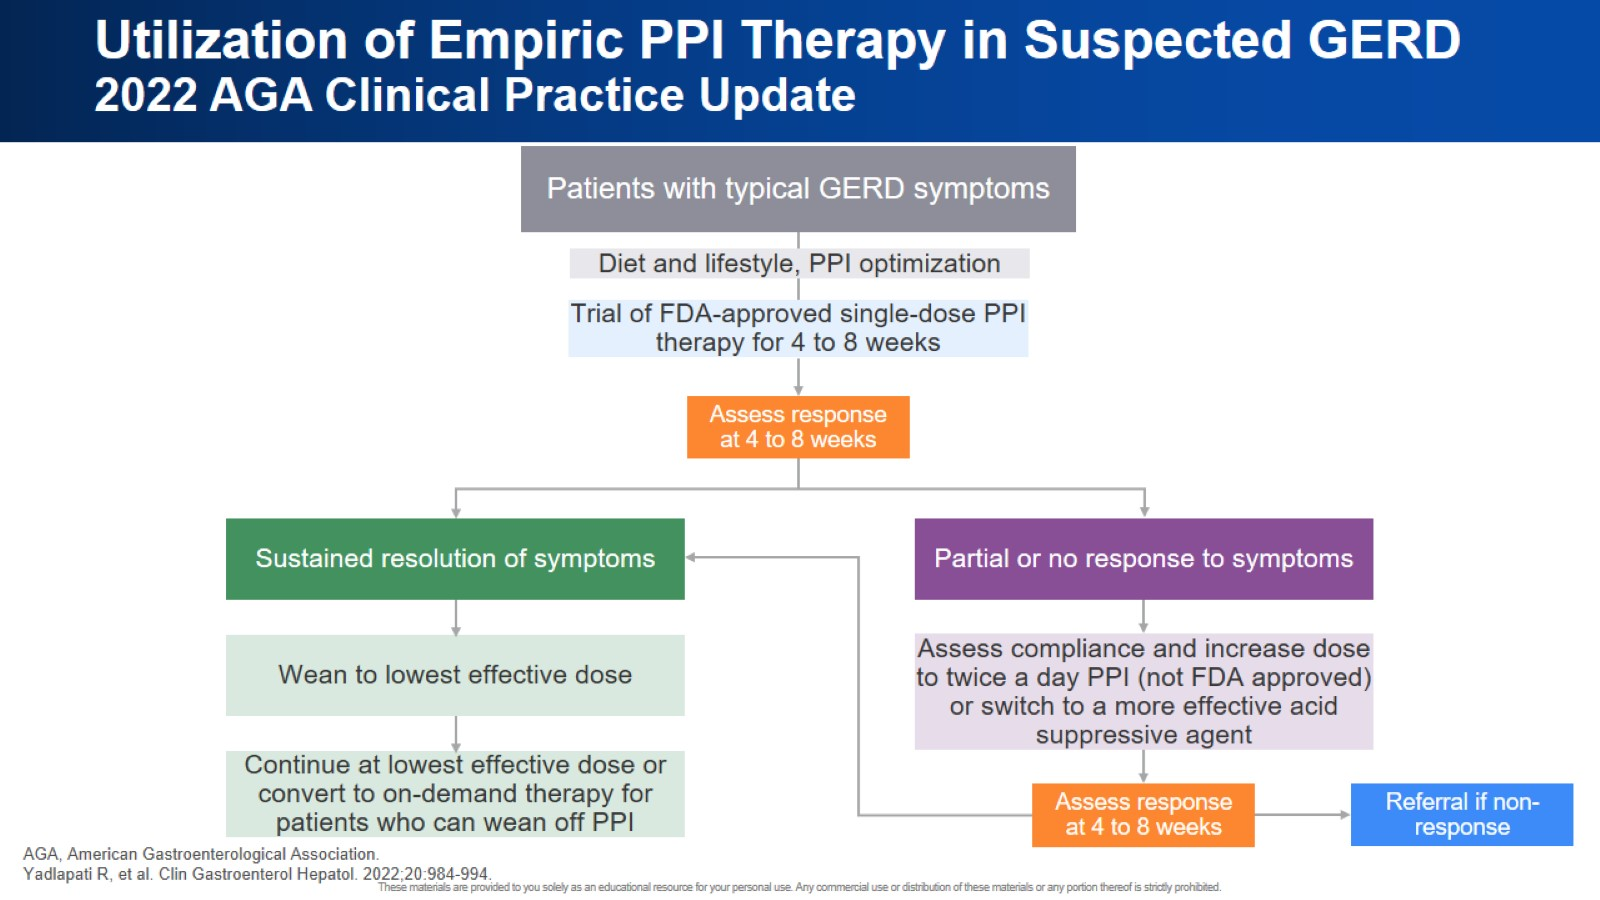 Utilization of Empiric PPI Therapy in Suspected GERD
2022 AGA Clinical Practice Update
Patients with typical GERD symptoms
Diet and lifestyle, PPI optimization
Trial of FDA-approved single-dose PPI
therapy for 4 to 8 weeks
Assess response
at 4 to 8 weeks
Sustained resolution of symptoms
Wean to lowest effective dose
Continue at lowest effective dose or
convert to on-demand therapy for
patients who can wean off PPI
Partial or no response to symptoms
Assess compliance and increase dose
to twice a day PPI (not FDA approved)
or switch to a more effective acid
suppressive agent
Assess response
at 4 to 8 weeks
Referral if non-
response
AGA, American Gastroenterological Association.
Yadlapati R, et al. Clin Gastroenterol Hepatol. 2022;20:984-994.
These materials are provided to you solely as an educational resource for your personal use. Any commercial use or distribution of these materials or any portion thereof is strictly prohibited.